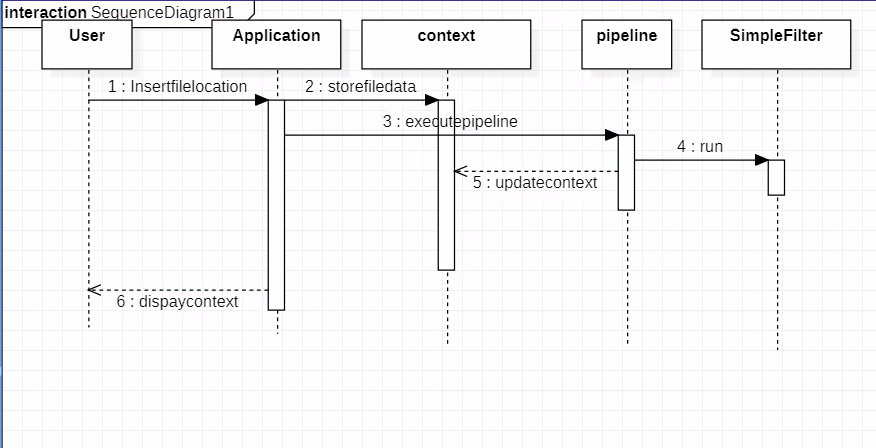 interaction SequenceDiagram1
User
Application
context
pipeline
SimpleFilter
1 : Insertfilelocation
2 : storefiledata
3 : executepipeline
4 : run
5 : updatecontext
6 : dispaycontext